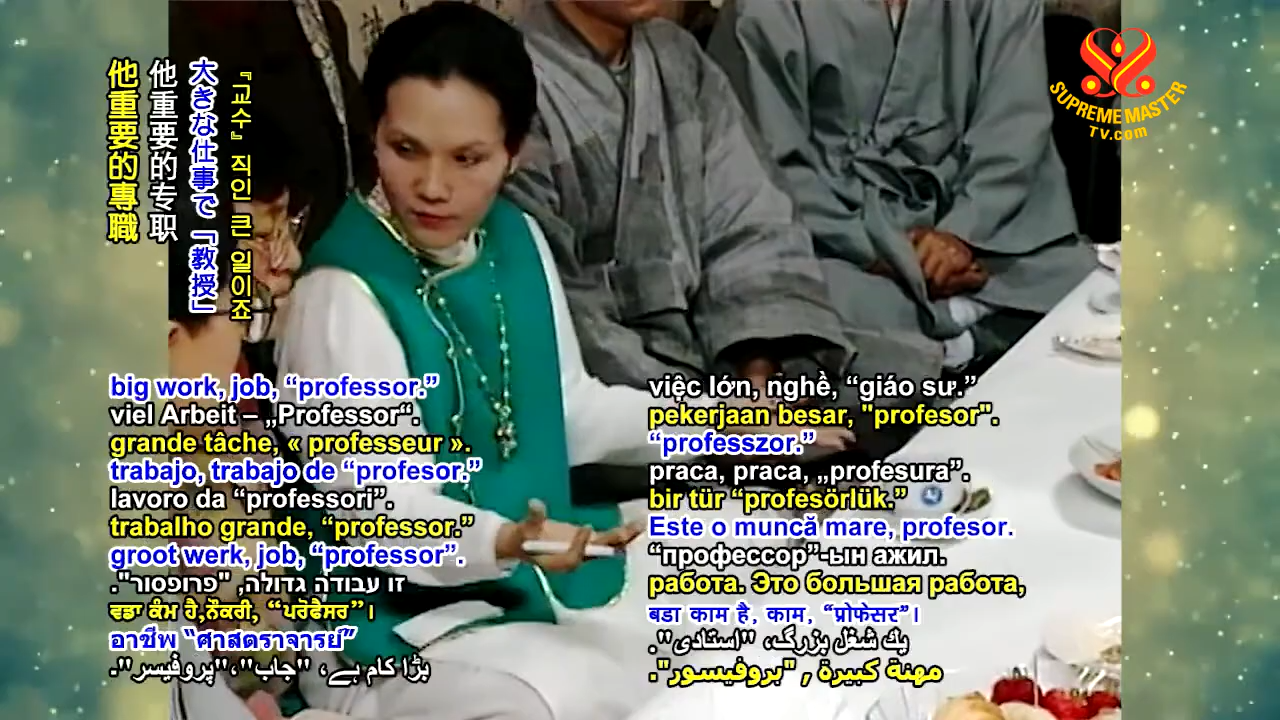 他重要的專職
他重要的专职
大きな仕事で「教授」
『교수』 직인 큰 일이죠
SUPREME MASTER
TV.com
big work, job, “professor.”
viel Arbeit – „Professor“.
grande tâche, « professeur ».
trabajo, trabajo de “profesor.”
lavoro da “professori”.
trabalho grande, “professor.”
groot werk, job, “professor”.
זו עבודה גדולה, "פרופסור".
ਵਡਾ ਕੰਮ ਹੈ,ਨੌਕਰੀ, “ਪਰੋਫੈਸਰ”।
อาชีพ “ศาสตราจารย์”
بڑا کام ہے، "جاب"،"پروفیسر".
việc lớn, nghề, “giáo sư.”
pekerjaan besar, "profesor".
“professzor.”
praca, praca, „profesura”.
bir tür “profesörlük.”
Este o muncă mare, profesor.
“профессор”-ын ажил.
работа. Это большая работа,
बडा काम है, काम, “प्रोफेसर”।
یك شغل بزرگ، "استادی".
مهنة كبيرة , "بروفيسور".